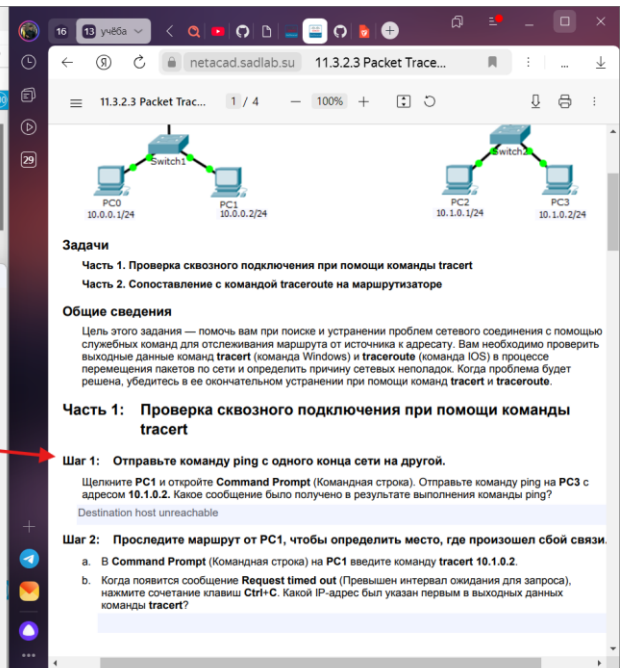 16 13 учёба
netacad.sadlab.su 11.3.2.3 Packet Trace...
11.3.2.3 Packet Trac... 1 / 4 — 100% +
29
Switch1
Switch2
PC0
10.0.0.1/24
PC1
10.0.0.2/24
PC2
10.1.0.1/24
PC3
10.1.0.2/24
Задачи
Часть 1. Проверка сквозного подключения при помощи команды tracert
Часть 2. Сопоставление с командой traceroute на маршрутизаторе
Общие сведения
Цель этого задания — помочь вам при поиске и устранении проблем сетевого соединения с помощью
служебных команд для отслеживания маршрута от источника к адресату. Вам необходимо проверить
выходные данные команд tracert (команда Windows) и traceroute (команда IOS) в процессе
перемещения пакетов по сети и определить причину сетевых неполадок. Когда проблема будет
решена, убедитесь в ее окончательном устранении при помощи команд tracert и traceroute.
Часть 1: Проверка сквозного подключения при помощи команды
tracert
Шаг 1: Отправьте команду ping с одного конца сети на другой.
Щелкните PC1 и откройте Command Prompt (Командная строка). Отправьте команду ping на PC3 с
адресом 10.1.0.2. Какое сообщение было получено в результате выполнения команды ping?
Destination host unreachable
Шаг 2: Проследите маршрут от PC1, чтобы определить место, где произошел сбой связи.
a. В Command Prompt (Командная строка) на PC1 введите команду tracert 10.1.0.2.
b. Когда появится сообщение Request timed out (Превышен интервал ожидания для запроса),
нажмите сочетание клавиш Ctrl+C. Какой IP-адрес был указан первым в выходных данных
команды tracert?